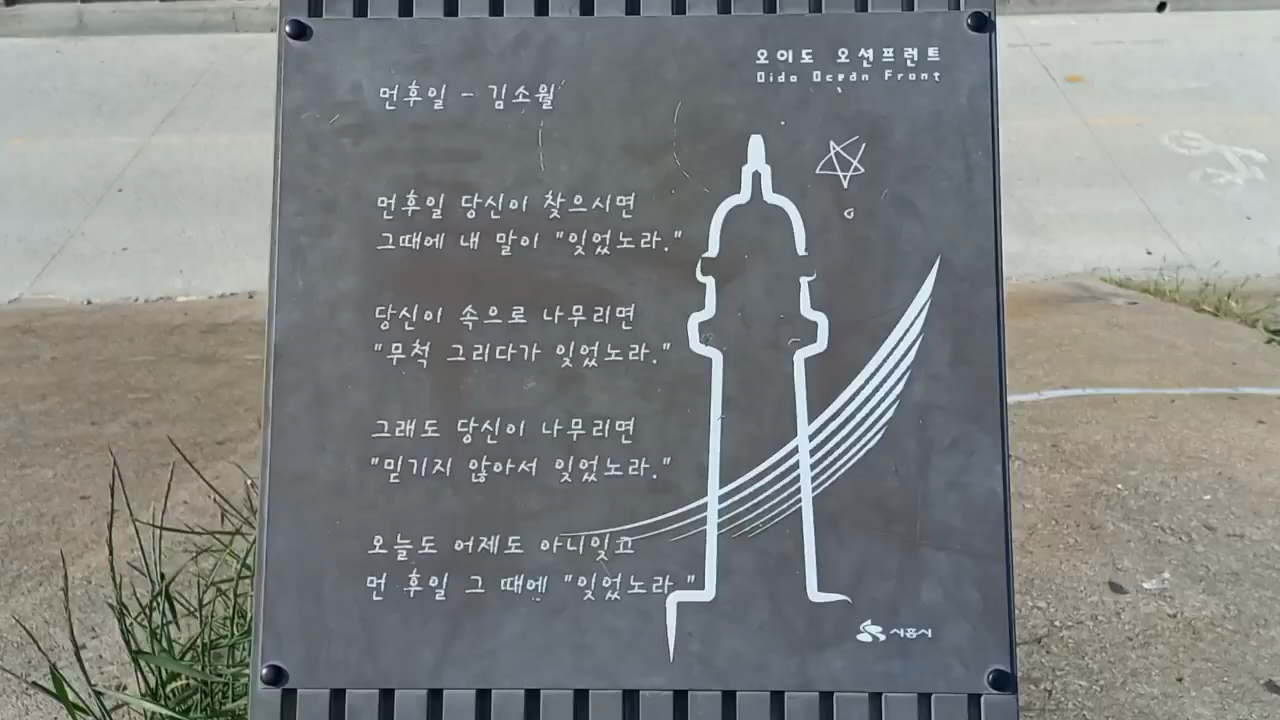 오이도 오션프런트
Oido Ocean Front
먼후일 - 김소월
먼후일 당신이 찾으시면
그때에 내 말이 "잊었노라."
당신이 속으로 나무리면
"무척 그리다가 잊었노라."
그래도 당신이 나무리면
"믿기지 않아서 잊었노라."
오늘도 어제도 아니잊고
먼 후일 그 때에 "잊었노라."
시흥시